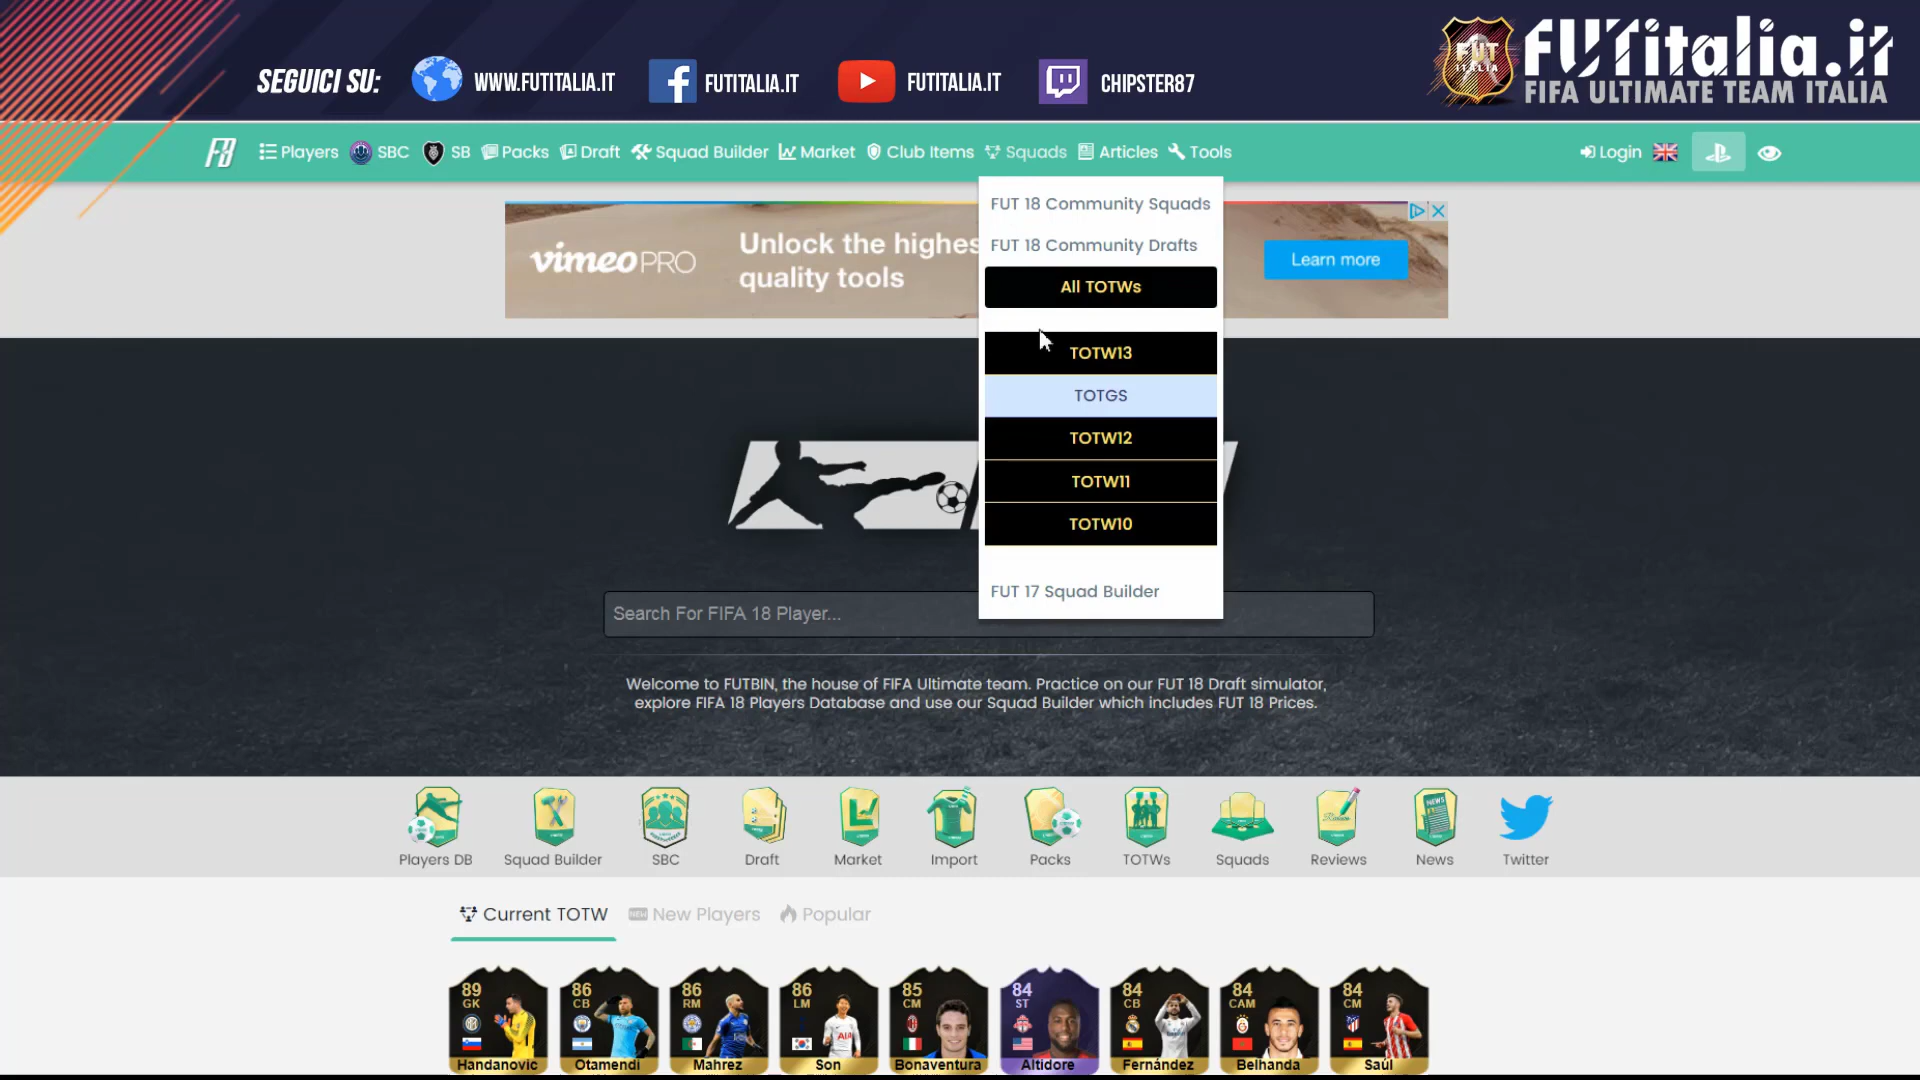 SEGUICI SU:
WWW.FUTITALIA.IT
FUTITALIA.IT
FUTITALIA.IT
CHIPSTER87
FUT
ITALIA
FUTitalia.it
FIFA ULTIMATE TEAM ITALIA
Players
SBC
SB
Packs
Draft
Squad Builder
Market
Club Items
Squads
Articles
Tools
Login
vimeo PRO
Unlock the highes
quality tools
Learn more
FUT 18 Community Squads
FUT 18 Community Drafts
All TOTWs
TOTW13
TOTGS
TOTW12
TOTW11
TOTW10
FUT 17 Squad Builder
Search For FIFA 18 Player...
Welcome to FUTBIN, the house of FIFA Ultimate team. Practice on our FUT 18 Draft simulator,
explore FIFA 18 Players Database and use our Squad Builder which includes FUT 18 Prices.
Players DB
Squad Builder
SBC
Draft
Market
Import
Packs
TOTWs
Squads
Reviews
News
Twitter
Current TOTW
New Players
Popular
89
GK
Handanovic
86
CB
Otamendi
86
RM
Mahrez
86
LM
Son
85
CM
Bonaventura
84
ST
Altidore
84
CB
Fernández
84
CAM
Belhanda
84
CM
Saúl